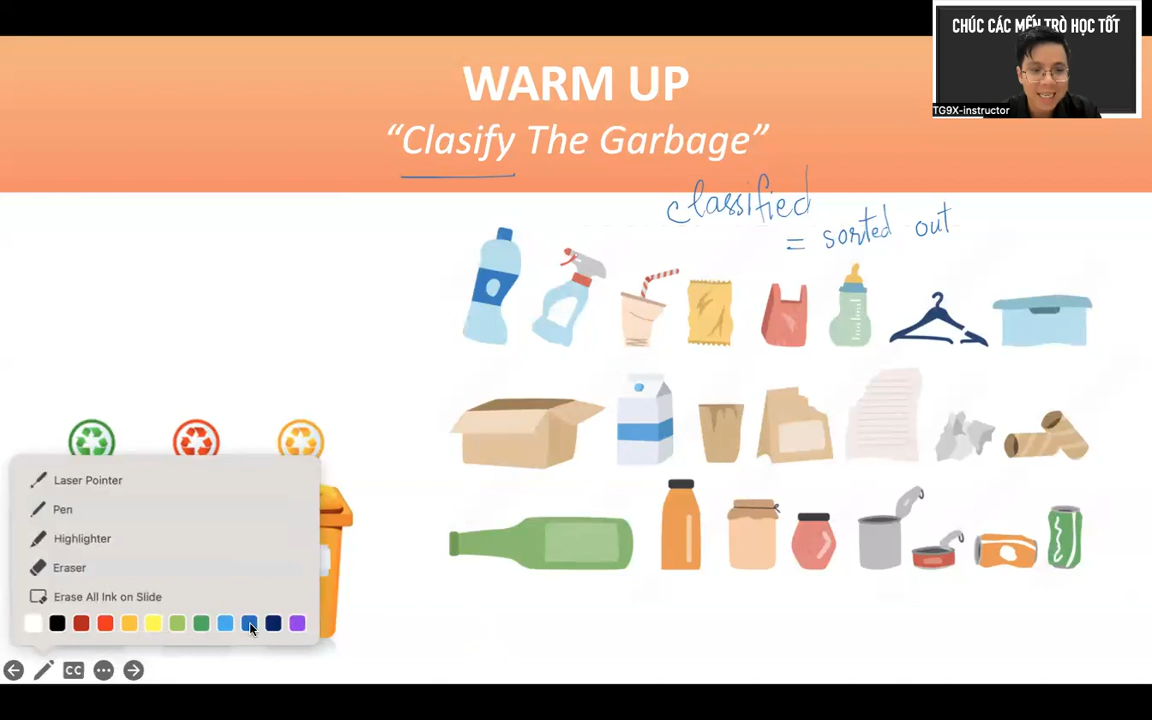 CHÚC CÁC MẾN TRÒ HỌC TỐT
TG9X-instructor
WARM UP
“Clasify The Garbage”
classified
= sorted out
Laser Pointer
Pen
Highlighter
Eraser
Erase All Ink on Slide
CC